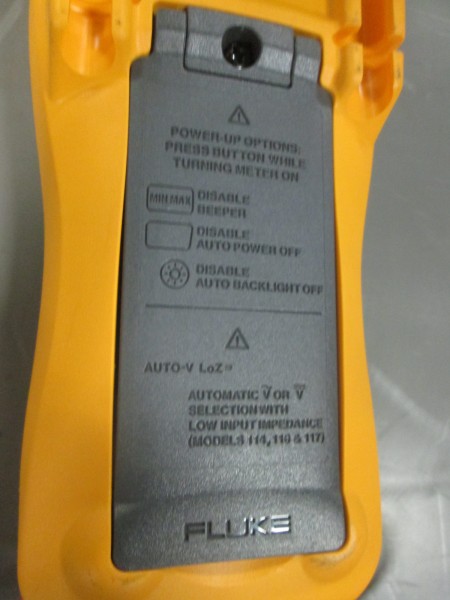 POWER-UP OPTIONS:
PRESS BUTTON WHILE
TURNING METER ON
MIN MAX DISABLE
BEEPER
DISABLE
AUTO POWER OFF
DISABLE
AUTO BACKLIGHT OFF
AUTO-V LoZ™
AUTOMATIC V OR V
SELECTION WITH
LOW INPUT IMPEDANCE
(MODELS 114, 116 & 117)
FLUKE